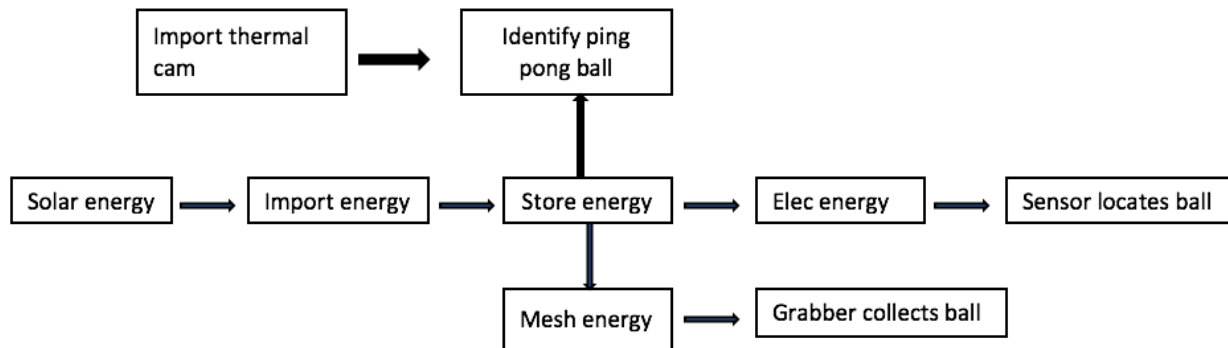 Import thermal
cam
Identify ping
pong ball
Solar energy
Import energy
Store energy
Elec energy
Sensor locates ball
Mesh energy
Grabber collects ball